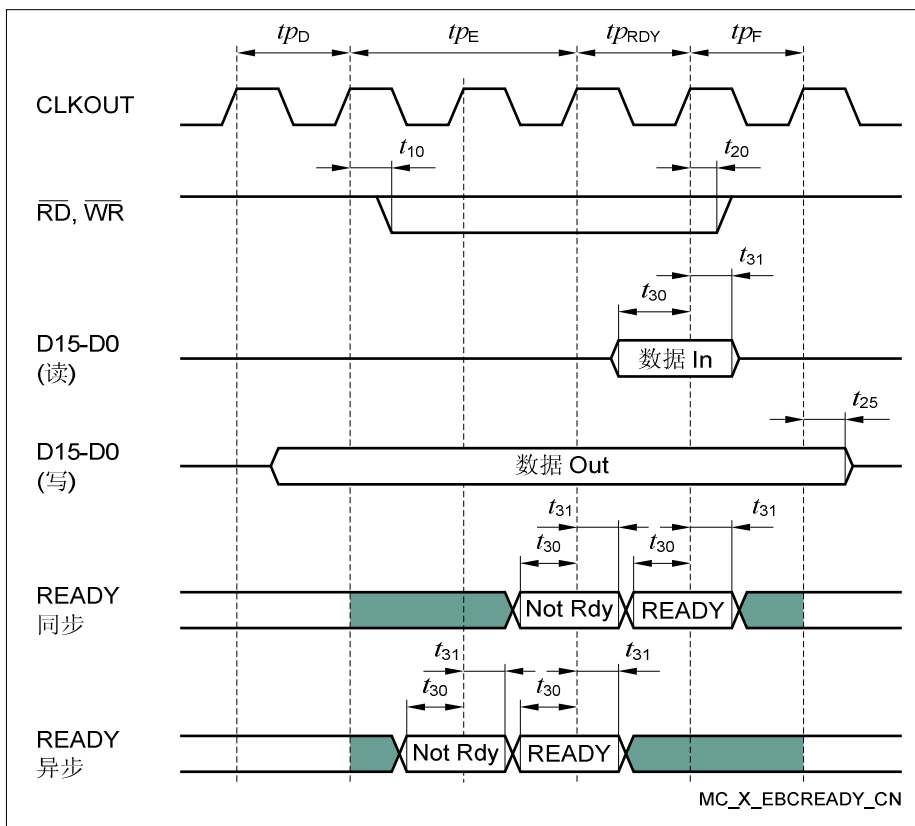 tpD tpE tpRDY tpF
CLKOUT
t10 t20
RD, WR
t31
t30
D15-D0
(读)
数据 In
t25
D15-D0
(写)
数据 Out
t31 t31
t30 t30
READY
同步
Not Rdy READY
t31 t31
t30 t30
READY
异步
Not Rdy READY
MC_X_EBCREADY_CN